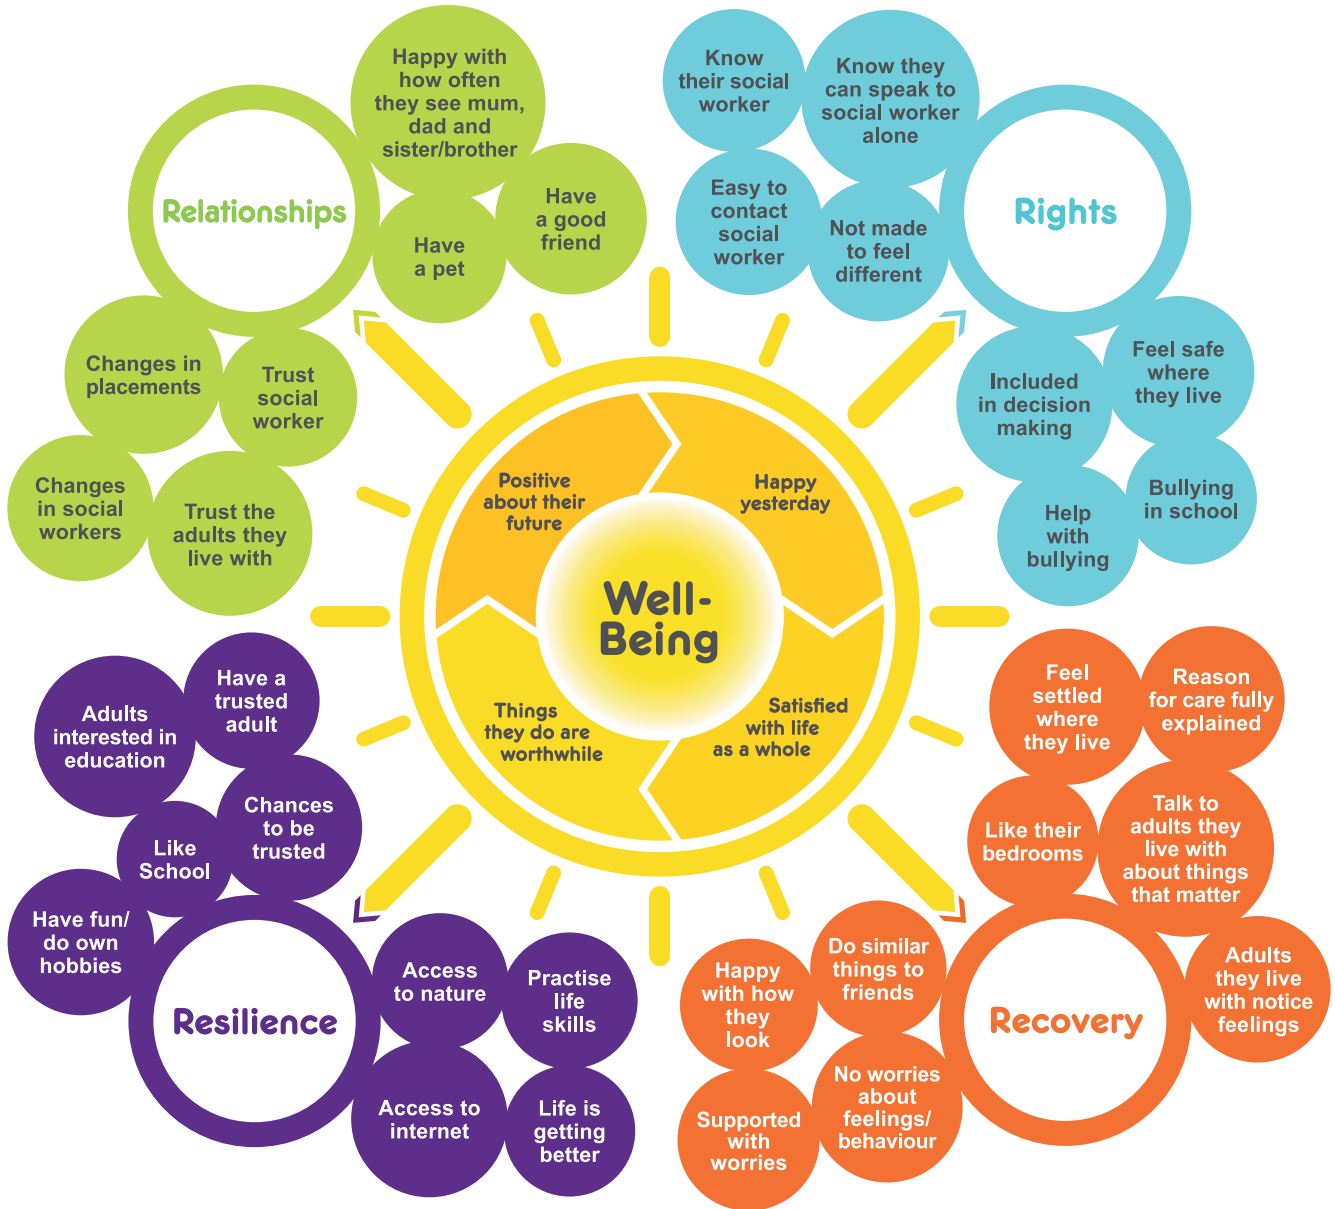 Happy with
how often
they see mum,
dad and
sister/brother
Relationships
Have
a good
friend
Have
a pet
Changes in
placements
Trust
social
worker
Changes
in social
workers
Trust the
adults they
live with
Know
their social
worker
Know they
can speak to
social worker
alone
Easy to
contact
social
worker
Not made
to feel
different
Rights
Feel safe
where
they live
Included
in decision
making
Bullying
in school
Help
with
bullying
Positive
about their
future
Happy
yesterday
Well-
Being
Things
they do are
worthwhile
Satisfied
with life
as a whole
Have a
trusted
adult
Adults
interested in
education
Chances
to be
trusted
Like
School
Have fun/
do own
hobbies
Resilience
Access
to nature
Practise
life
skills
Access to
internet
Life is
getting
better
Feel
settled
where
they live
Reason
for care fully
explained
Like their
bedrooms
Talk to
adults they
live with
about things
that matter
Adults
they live
with notice
feelings
Recovery
Do similar
things to
friends
Happy
with how
they
look
No worries
about
feelings/
behaviour
Supported
with
worries